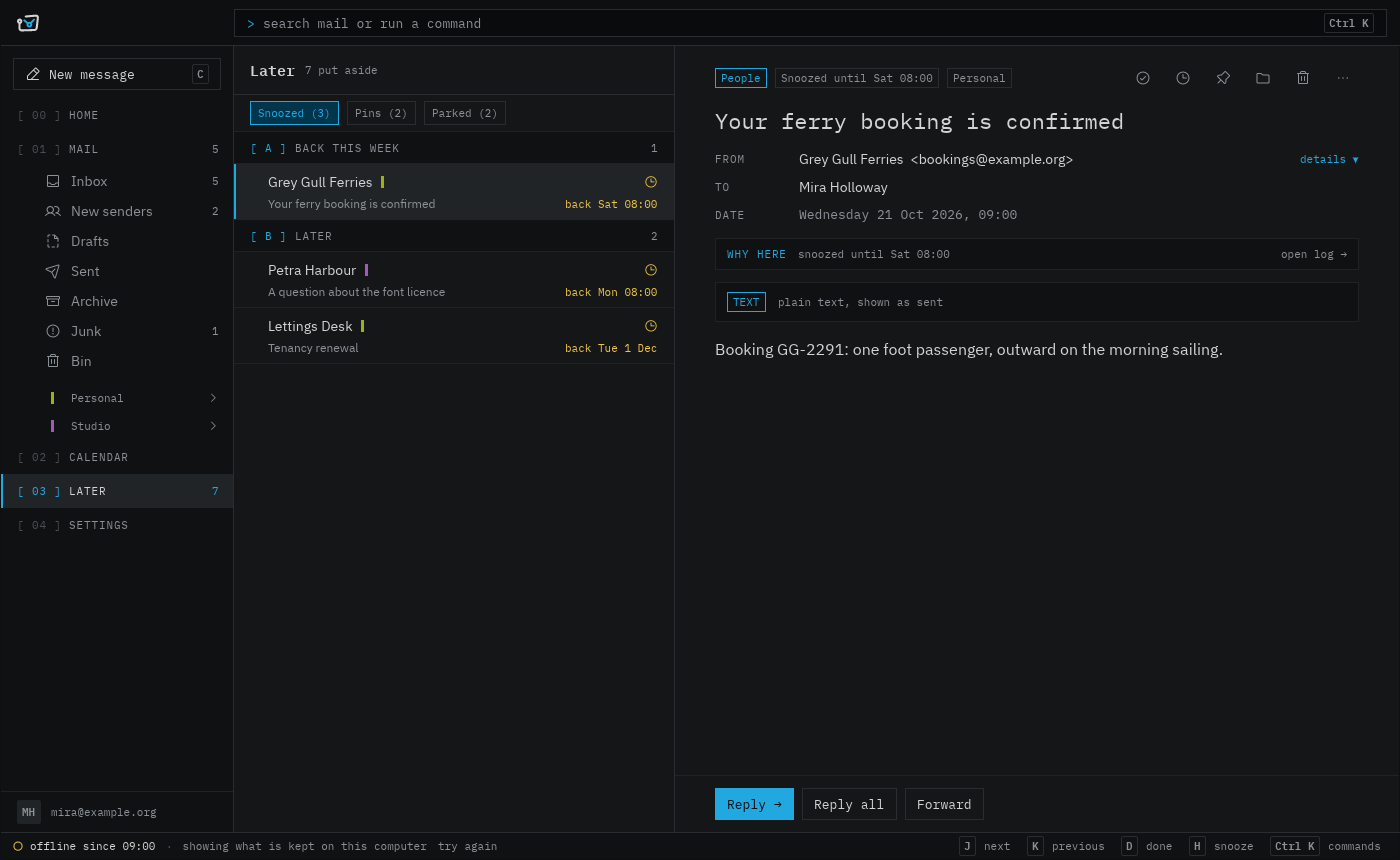 > search mail or run a command Ctrl K
New message C
[ 00 ] HOME
[ 01 ] MAIL 5
Inbox 5
New senders 2
Drafts
Sent
Archive
Junk 1
Bin
Personal
Studio
[ 02 ] CALENDAR
[ 03 ] LATER 7
[ 04 ] SETTINGS
MH mira@example.org
Later 7 put aside
Snoozed (3) Pins (2) Parked (2)
[ A ] BACK THIS WEEK 1
Grey Gull Ferries
Your ferry booking is confirmed back Sat 08:00
[ B ] LATER 2
Petra Harbour
A question about the font licence back Mon 08:00
Lettings Desk
Tenancy renewal back Tue 1 Dec
People Snoozed until Sat 08:00 Personal ...
Your ferry booking is confirmed
FROM Grey Gull Ferries <bookings@example.org> details ▾
TO Mira Holloway
DATE Wednesday 21 Oct 2026, 09:00
WHY HERE snoozed until Sat 08:00 open log →
TEXT plain text, shown as sent
Booking GG-2291: one foot passenger, outward on the morning sailing.
Reply → Reply all Forward
offline since 09:00 · showing what is kept on this computer try again
J next K previous D done H snooze Ctrl K commands